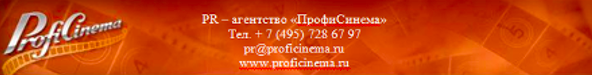 ProfiCinema
PR – агентство «ПрофиСинема»
Тел. + 7 (495) 728 67 97
pr@proficinema.ru
www.proficinema.ru